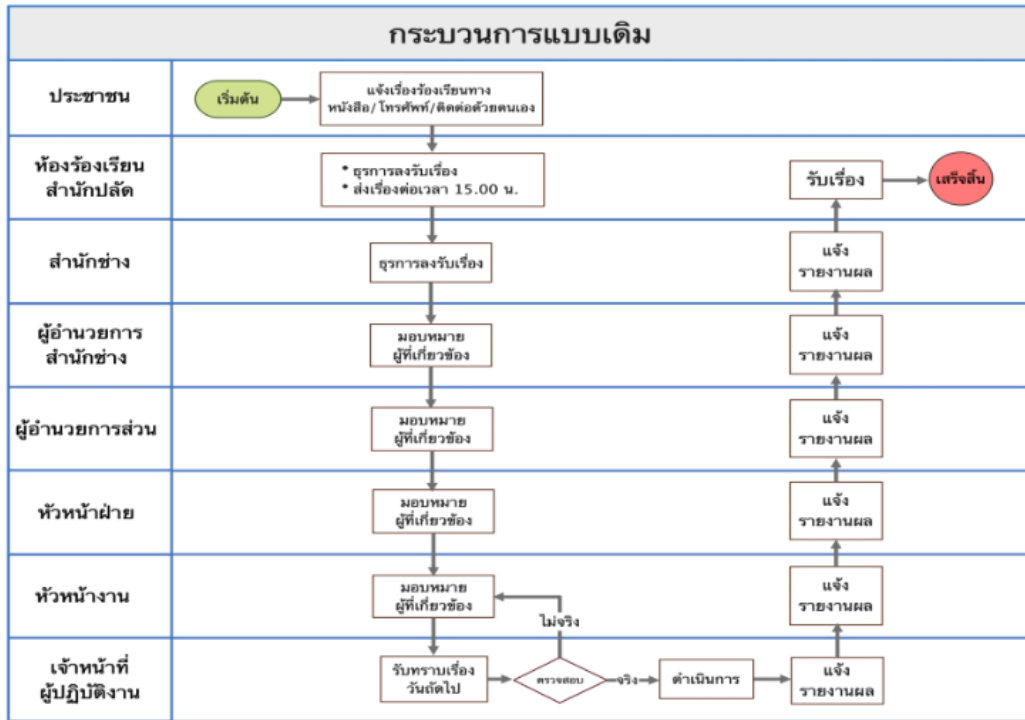 กระบวนการแบบเดิม
ประชาชน
เริ่มต้น
แจ้งเรื่องร้องเรียนทาง
หนังสือ/โทรศัพท์/ติดต่อด้วยตนเอง
ห้องร้องเรียน
สำนักปลัด
* ธุรการลงรับเรื่อง
* ส่งเรื่องต่อเวลา 15.00 น.
รับเรื่อง
เสร็จสิ้น
สำนักช่าง
ธุรการลงรับเรื่อง
แจ้ง
รายงานผล
ผู้อำนวยการ
สำนักช่าง
มอบหมาย
ผู้ที่เกี่ยวข้อง
แจ้ง
รายงานผล
ผู้อำนวยการส่วน
มอบหมาย
ผู้ที่เกี่ยวข้อง
แจ้ง
รายงานผล
หัวหน้าฝ่าย
มอบหมาย
ผู้ที่เกี่ยวข้อง
แจ้ง
รายงานผล
หัวหน้างาน
มอบหมาย
ผู้ที่เกี่ยวข้อง
ไม่จริง
แจ้ง
รายงานผล
เจ้าหน้าที่
ผู้ปฏิบัติงาน
รับทราบเรื่อง
วันถัดไป
ตรวจสอบ
จริง
ดำเนินการ
แจ้ง
รายงานผล